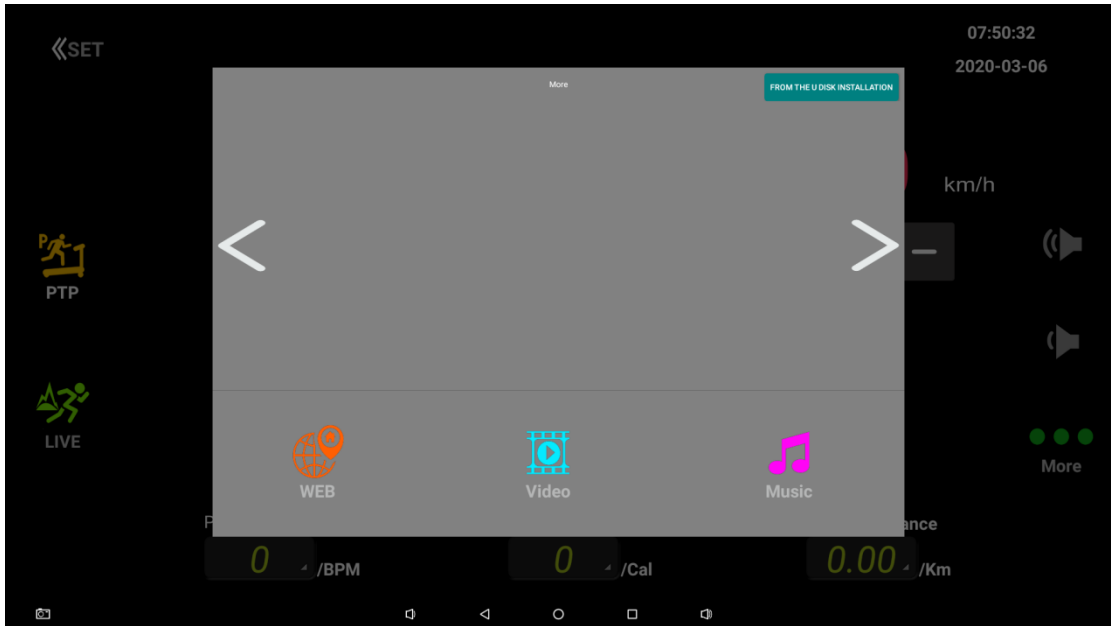 SET
07:50:32
2020-03-06
More
FROM THE U DISK INSTALLATION
km/h
P
PTP
LIVE
WEB
Video
Music
More
0 /BPM
0 /Cal
0.00 /Km